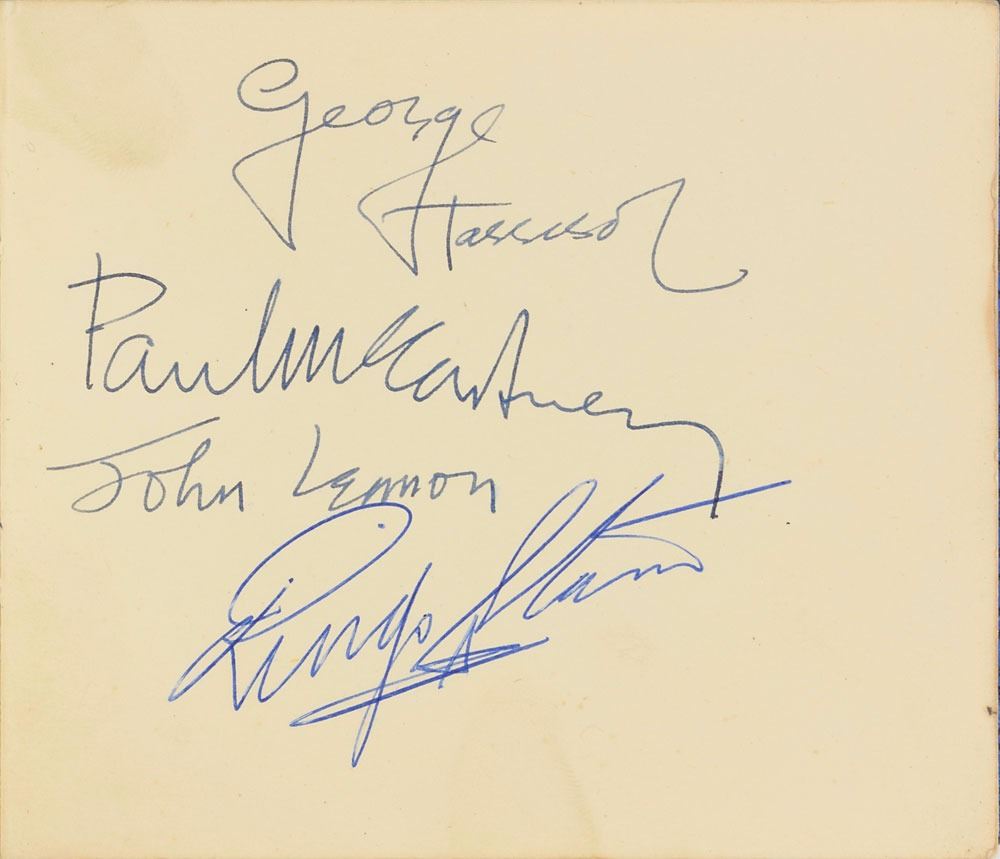 George
Harrison
Paul McCartney
John Lennon
Ringo Starr